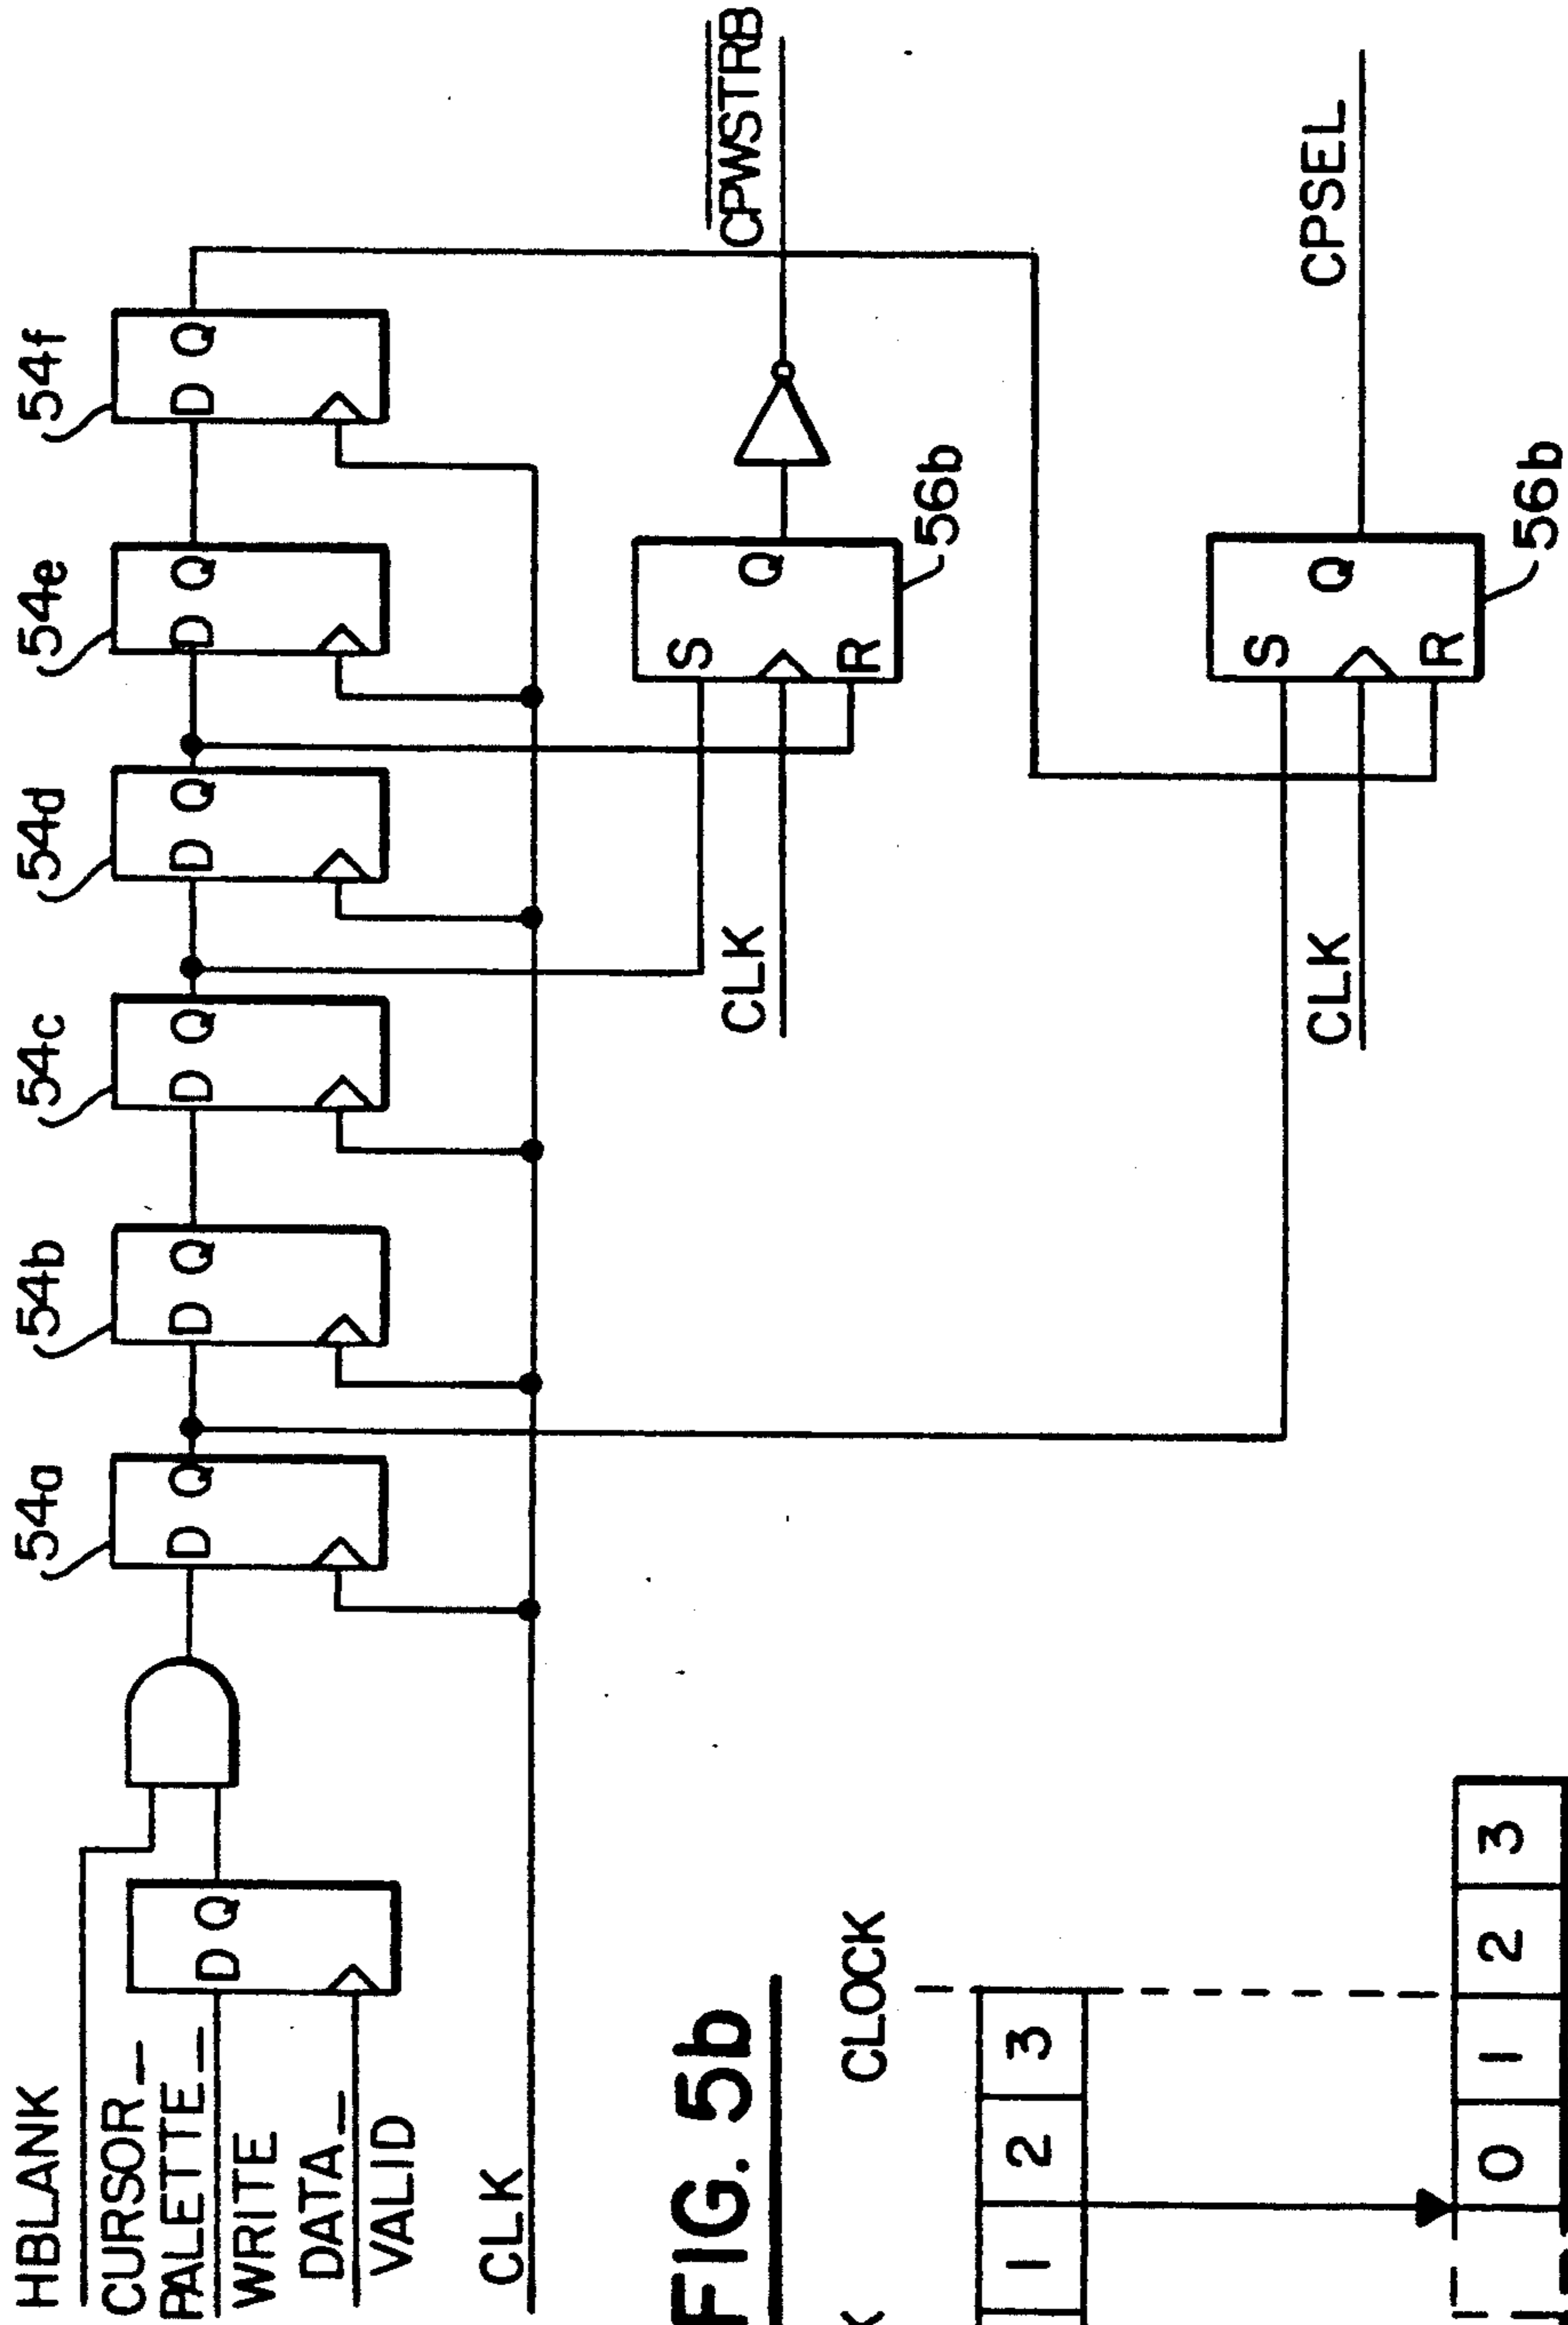 54a
54b
54c
54d
54e
54f
HBLANK
CURSOR_
PALETTE_
WRITE
DATA_
VALID
CLK
D Q
D Q
D Q
D Q
D Q
D Q
D Q
CPWSTRB
S
Q
R
CLK
56b
CPSEL
S
Q
R
CLK
56b
FIG. 5b
CLOCK
1 2 3
0 1 2 3